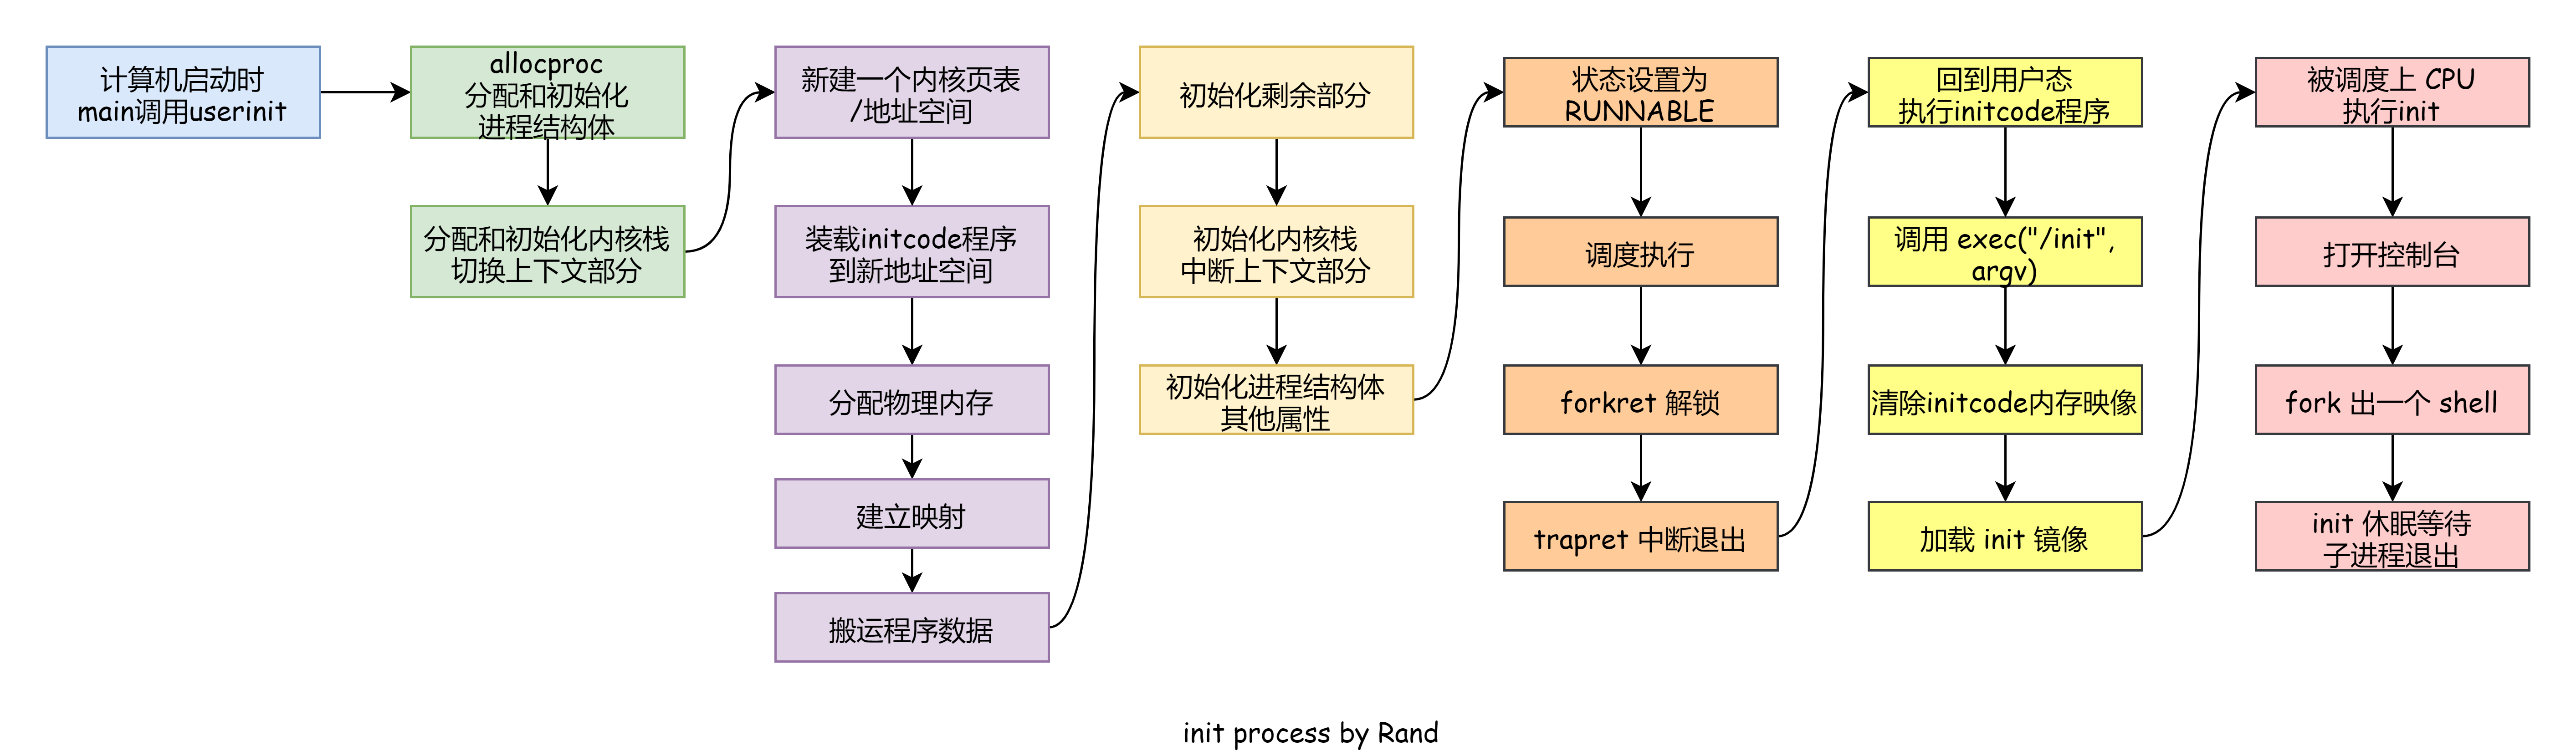 计算机启动时
main调用userinit
allocproc
分配和初始化
进程结构体
分配和初始化内核栈
切换上下文部分
新建一个内核页表
/地址空间
装载initcode程序
到新地址空间
分配物理内存
建立映射
搬运程序数据
初始化剩余部分
初始化内核栈
中断上下文部分
初始化进程结构体
其他属性
状态设置为
RUNNABLE
调度执行
forkret 解锁
trapret 中断退出
回到用户态
执行initcode程序
调用 exec("/init",
argv)
清除initcode内存映像
加载 init 镜像
被调度上 CPU
执行init
打开控制台
fork 出一个 shell
init 休眠等待
子进程退出
init process by Rand